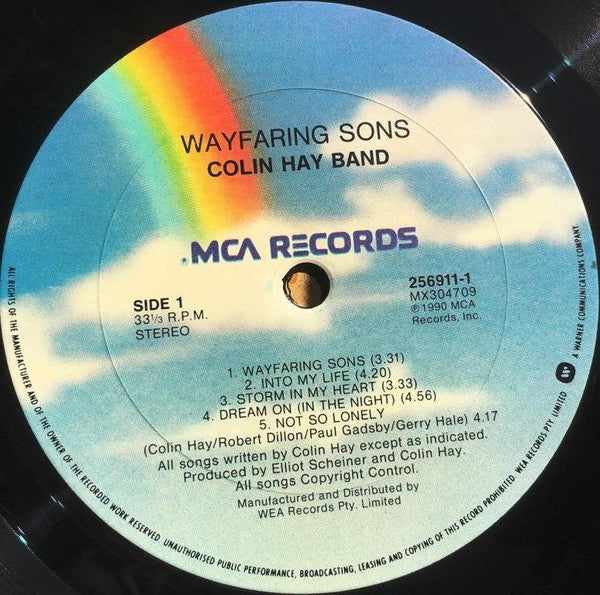 WAYFARING SONS
COLIN HAY BAND
® MCA RECORDS
SIDE 1
33⅓ R.P.M.
STEREO
256911-1
MX304709
℗ 1990 MCA
Records, Inc.
1. WAYFARING SONS (3.31)
2. INTO MY LIFE (4.20)
3. STORM IN MY HEART (3.33)
4. DREAM ON (IN THE NIGHT) (4.56)
5. NOT SO LONELY
(Colin Hay/Robert Dillon/Paul Gadsby/Gerry Hale) 4.17
All songs written by Colin Hay except as indicated.
Produced by Elliot Scheiner and Colin Hay.
All songs Copyright Control.
Manufactured and Distributed by
WEA Records Pty. Limited
ALL RIGHTS OF THE MANUFACTURER AND OF THE OWNER OF THE RECORDED WORK RESERVED. UNAUTHORISED PUBLIC PERFORMANCE, BROADCASTING, LEASING AND COPYING OF THIS RECORD PROHIBITED. WEA RECORDS PTY LIMITED
A WARNER COMMUNICATIONS COMPANY.